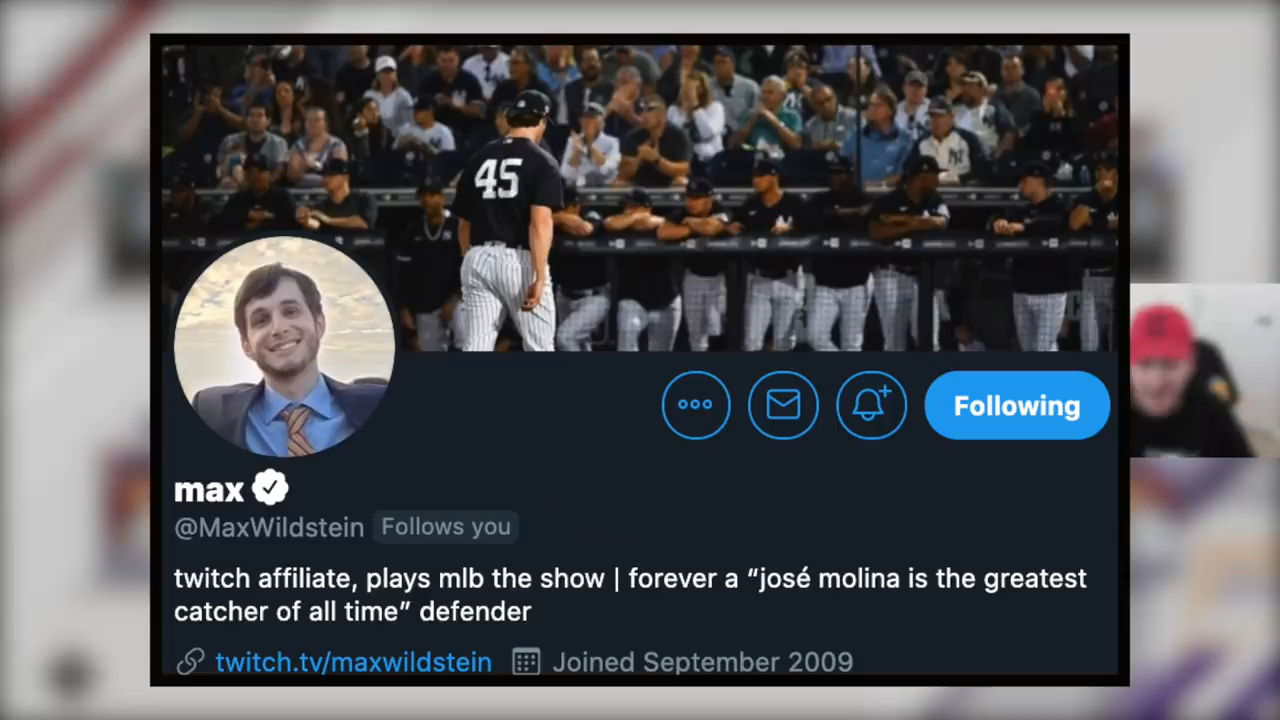 45
max
@MaxWildstein Follows you
Following
twitch affiliate, plays mlb the show | forever a “josé molina is the greatest
catcher of all time” defender
twitch.tv/maxwildstein Joined September 2009